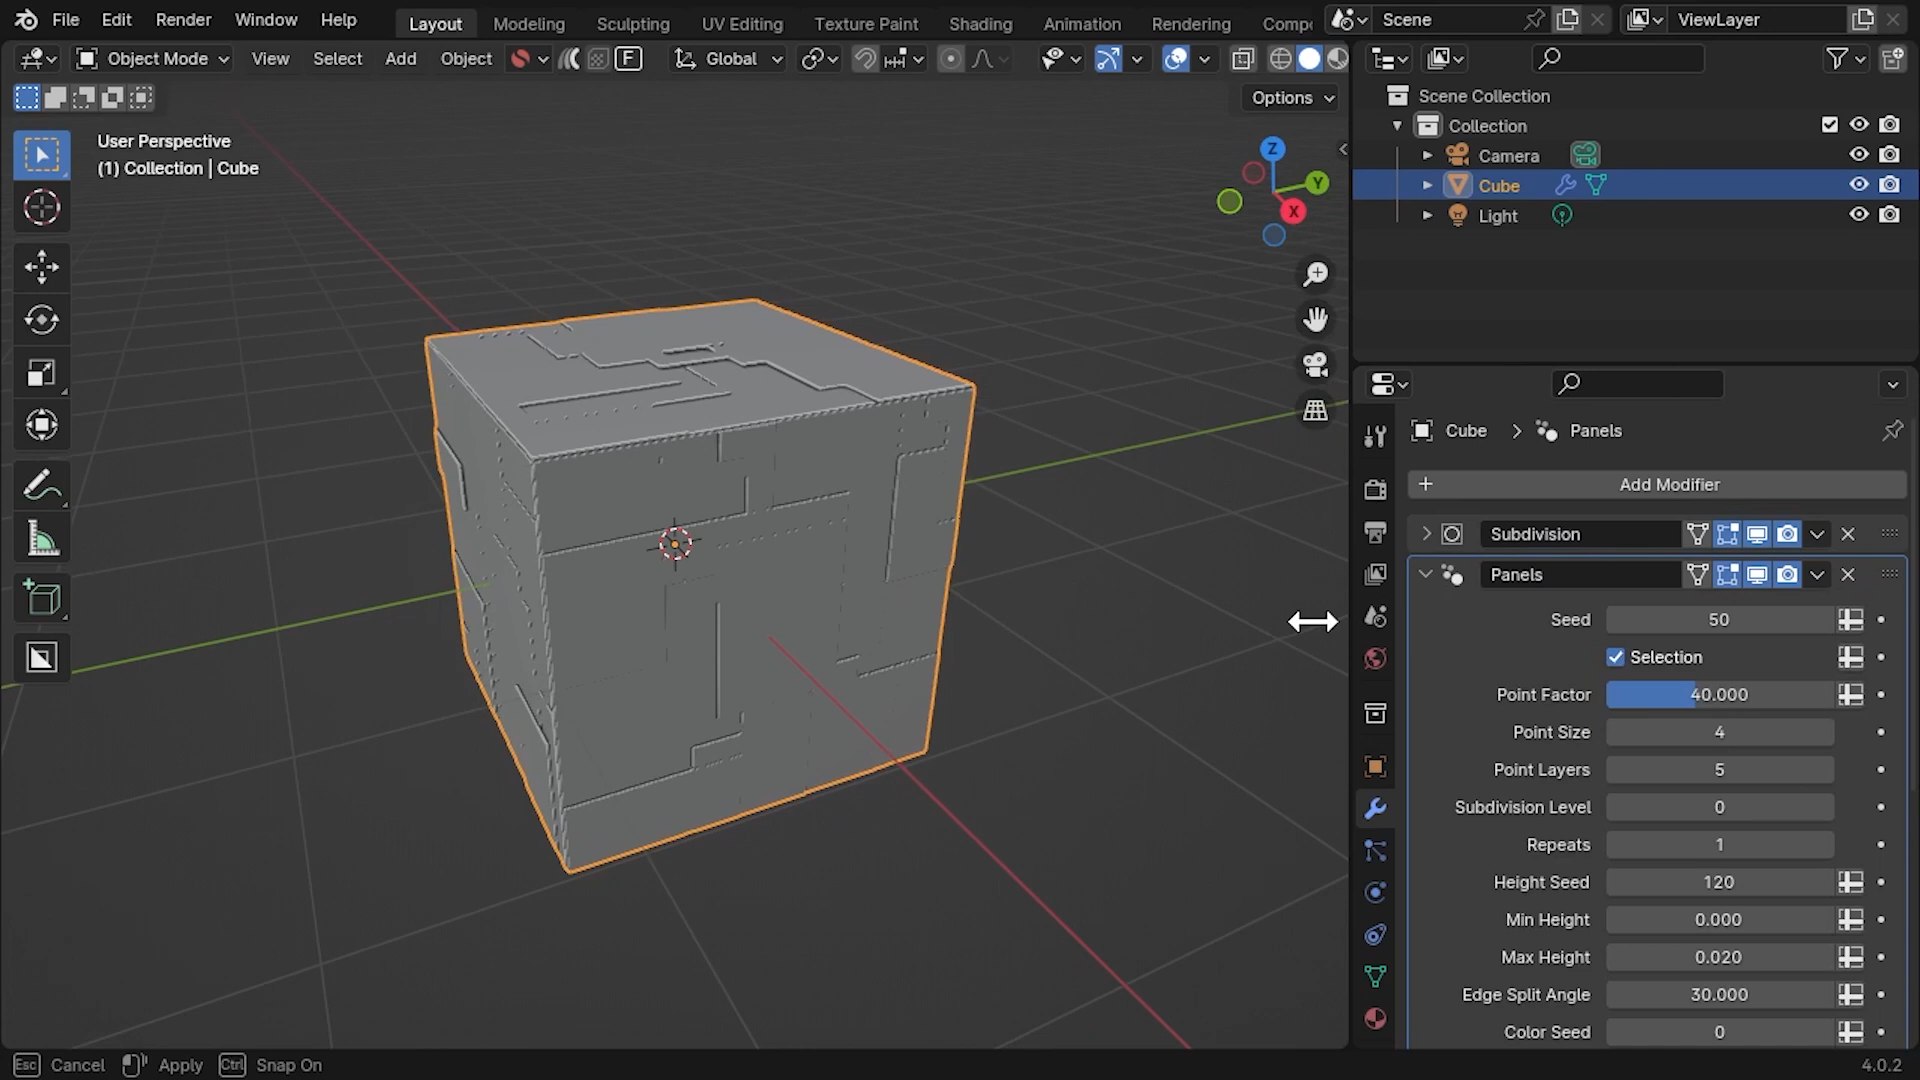 File Edit Render Window Help Layout Modeling Sculpting UV Editing Texture Paint Shading Animation Rendering Comp Scene ViewLayer
Object Mode View Select Add Object F Global
Options
User Perspective
(1) Collection | Cube
Z
Y
X
Scene Collection
Collection
Camera
Cube
Light
Cube > Panels
+ Add Modifier
Subdivision
Panels
Seed 50
Selection
Point Factor 40.000
Point Size 4
Point Layers 5
Subdivision Level 0
Repeats 1
Height Seed 120
Min Height 0.000
Max Height 0.020
Edge Split Angle 30.000
Color Seed 0
Esc Cancel Apply Ctrl Snap On 4.0.2